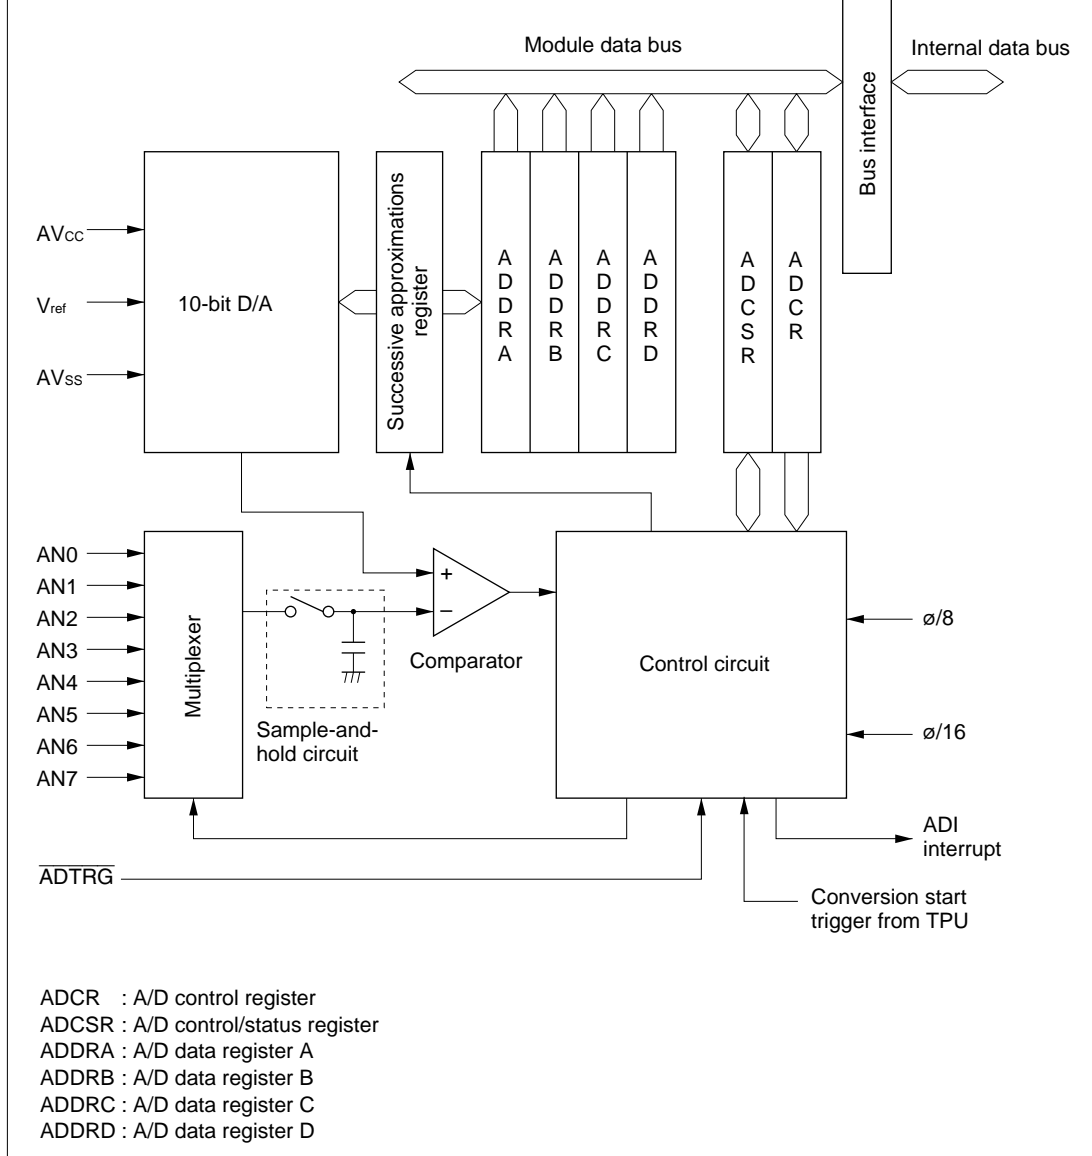 Module data bus
Internal data bus
Bus interface
AVCC
Vref
AVSS
10-bit D/A
Successive approximations
register
ADDRA
ADDRB
ADDRC
ADDRD
ADCSR
ADCR
AN0
AN1
AN2
AN3
AN4
AN5
AN6
AN7
Multiplexer
+
−
Comparator
Sample-and-
hold circuit
Control circuit
ø/8
ø/16
ADI
interrupt
ADTRG
Conversion start
trigger from TPU
ADCR : A/D control register
ADCSR : A/D control/status register
ADDRA : A/D data register A
ADDRB : A/D data register B
ADDRC : A/D data register C
ADDRD : A/D data register D